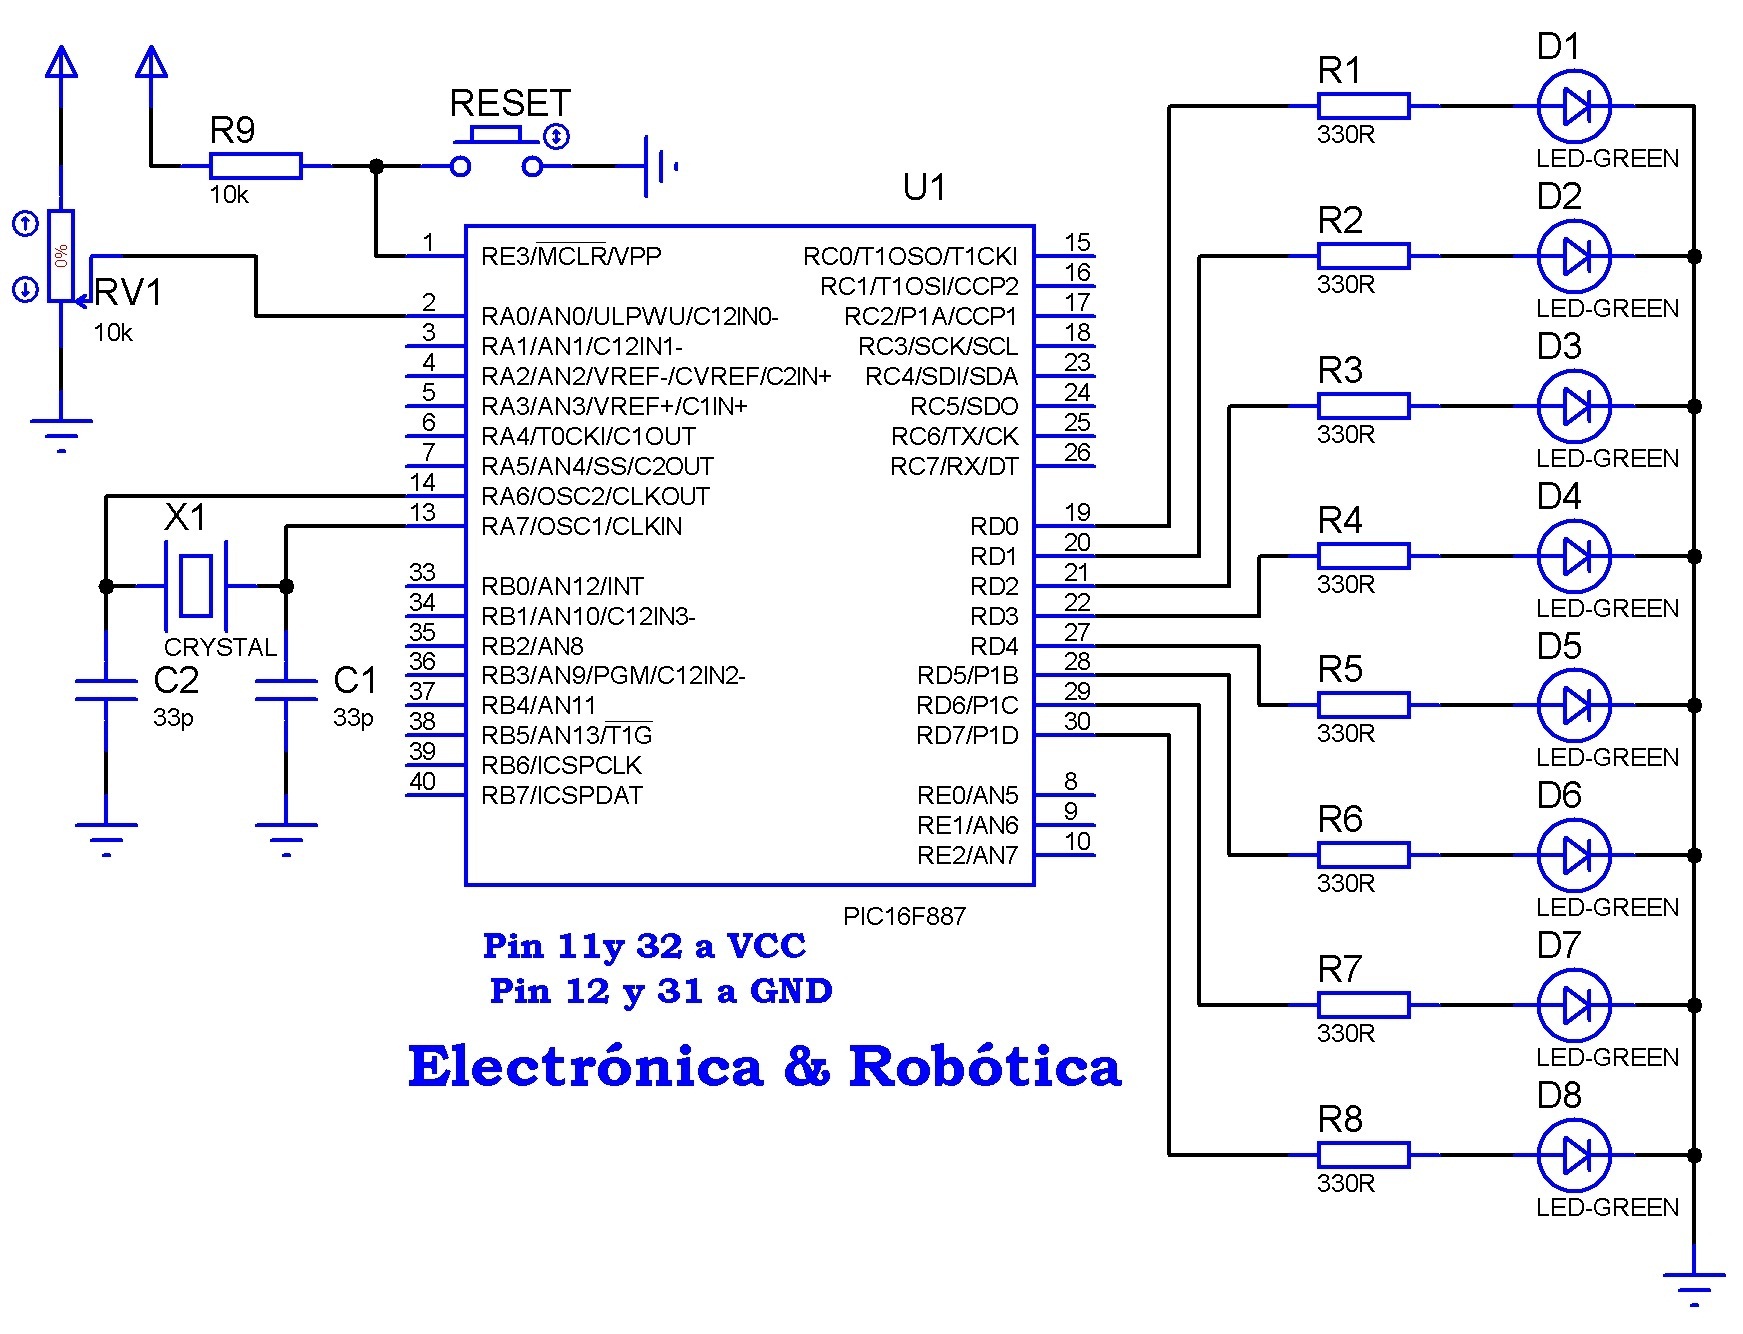 R9
10k
RESET
0%
RV1
10k
U1
1
RE3/MCLR/VPP
2
RA0/AN0/ULPWU/C12IN0-
3
RA1/AN1/C12IN1-
4
RA2/AN2/VREF-/CVREF/C2IN+
5
RA3/AN3/VREF+/C1IN+
6
RA4/T0CKI/C1OUT
7
RA5/AN4/SS/C2OUT
14
RA6/OSC2/CLKOUT
13
RA7/OSC1/CLKIN
33
RB0/AN12/INT
34
RB1/AN10/C12IN3-
35
RB2/AN8
36
RB3/AN9/PGM/C12IN2-
37
RB4/AN11
38
RB5/AN13/T1G
39
RB6/ICSPCLK
40
RB7/ICSPDAT
RC0/T1OSO/T1CKI
15
RC1/T1OSI/CCP2
16
RC2/P1A/CCP1
17
RC3/SCK/SCL
18
RC4/SDI/SDA
23
RC5/SDO
24
RC6/TX/CK
25
RC7/RX/DT
26
RD0
19
RD1
20
RD2
21
RD3
22
RD4
27
RD5/P1B
28
RD6/P1C
29
RD7/P1D
30
RE0/AN5
8
RE1/AN6
9
RE2/AN7
10
PIC16F887
X1
CRYSTAL
C2
33p
C1
33p
Pin 11y 32 a VCC
Pin 12 y 31 a GND
Electrónica & Robótica
R1
330R
D1
LED-GREEN
R2
330R
D2
LED-GREEN
R3
330R
D3
LED-GREEN
R4
330R
D4
LED-GREEN
R5
330R
D5
LED-GREEN
R6
330R
D6
LED-GREEN
R7
330R
D7
LED-GREEN
R8
330R
D8
LED-GREEN